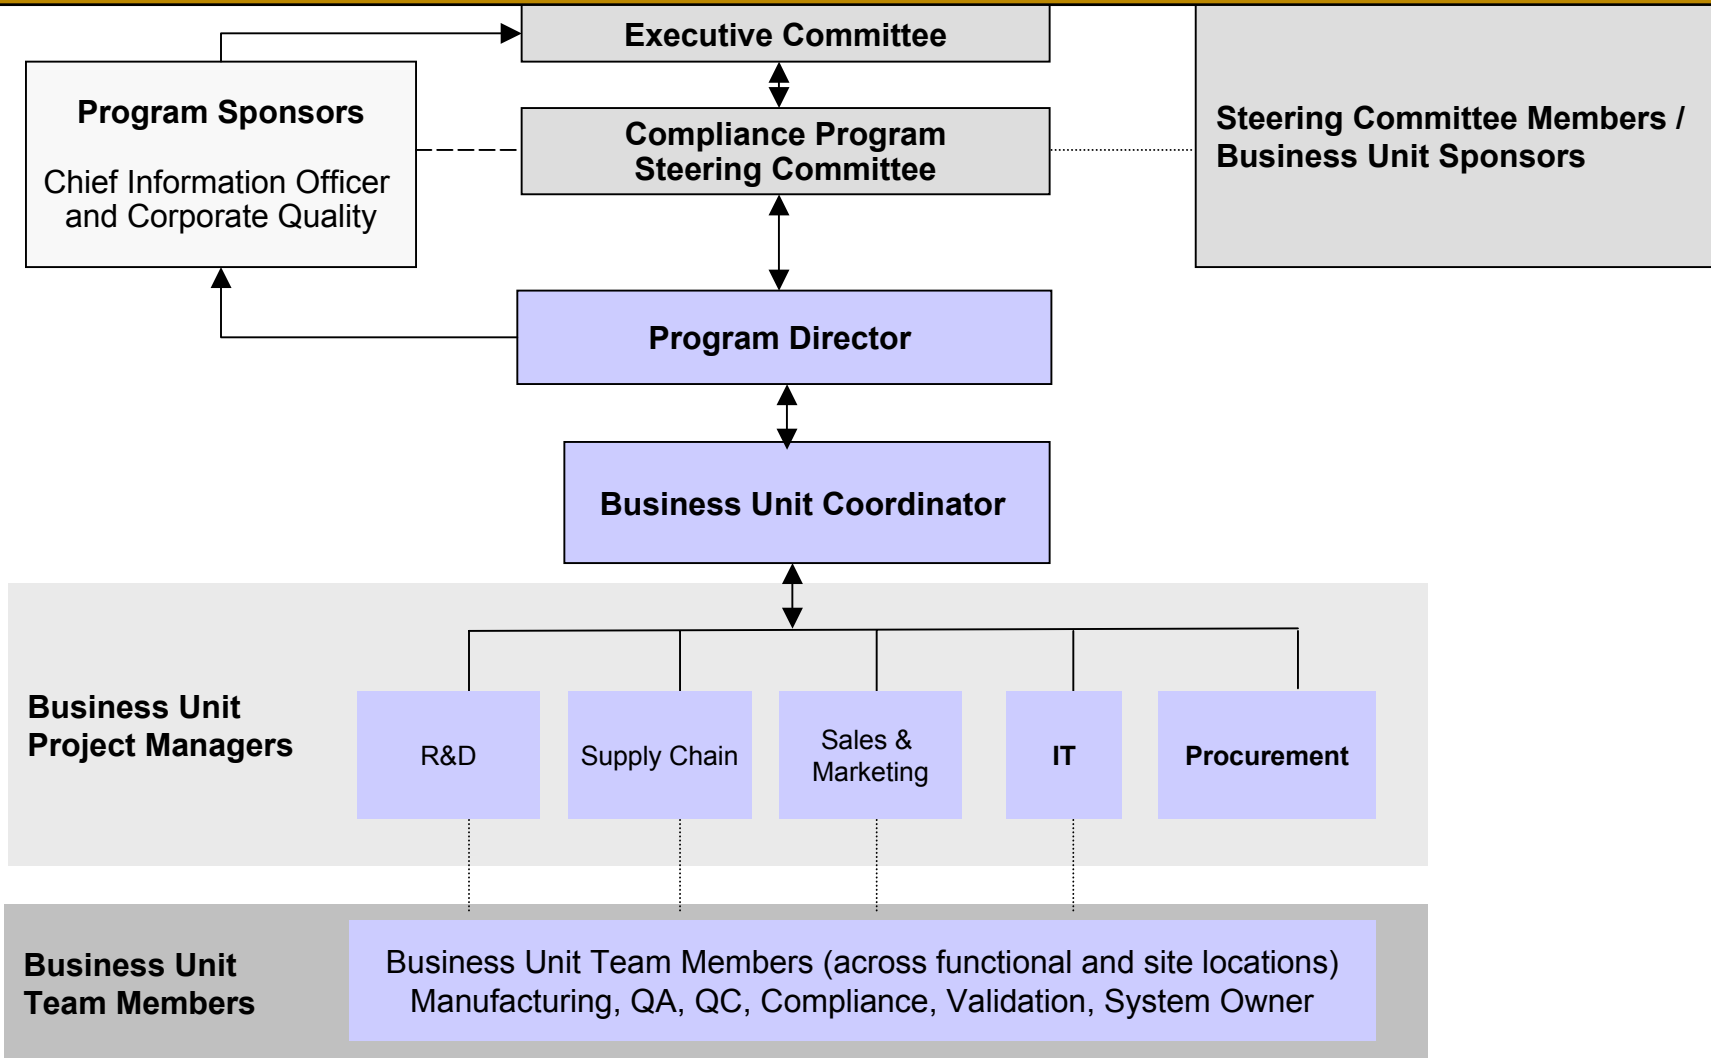 Executive Committee
Program Sponsors
Chief Information Officer
and Corporate Quality
Compliance Program
Steering Committee
Steering Committee Members /
Business Unit Sponsors
Program Director
Business Unit Coordinator
Business Unit
Project Managers
R&D
Supply Chain
Sales &
Marketing
IT
Procurement
Business Unit
Team Members
Business Unit Team Members (across functional and site locations)
Manufacturing, QA, QC, Compliance, Validation, System Owner